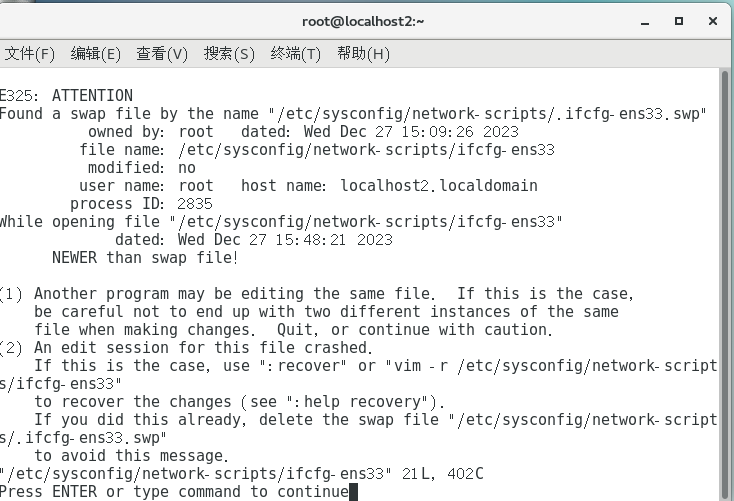 root@localhost2:~
文件(F) 编辑(E) 查看(V) 搜索(S) 终端(T) 帮助(H)
E325: ATTENTION
Found a swap file by the name "/etc/sysconfig/network-scripts/.ifcfg-ens33.swp"
owned by: root dated: Wed Dec 27 15:09:26 2023
file name: /etc/sysconfig/network-scripts/ifcfg-ens33
modified: no
user name: root host name: localhost2.localdomain
process ID: 2835
While opening file "/etc/sysconfig/network-scripts/ifcfg-ens33"
dated: Wed Dec 27 15:48:21 2023
NEWER than swap file!
(1) Another program may be editing the same file. If this is the case,
be careful not to end up with two different instances of the same
file when making changes. Quit, or continue with caution.
(2) An edit session for this file crashed.
If this is the case, use ":recover" or "vim -r /etc/sysconfig/network-script
s/ifcfg-ens33"
to recover the changes (see ":help recovery").
If you did this already, delete the swap file "/etc/sysconfig/network-script
s/.ifcfg-ens33.swp"
to avoid this message.
"/etc/sysconfig/network-scripts/ifcfg-ens33" 21L, 402C
Press ENTER or type command to continue